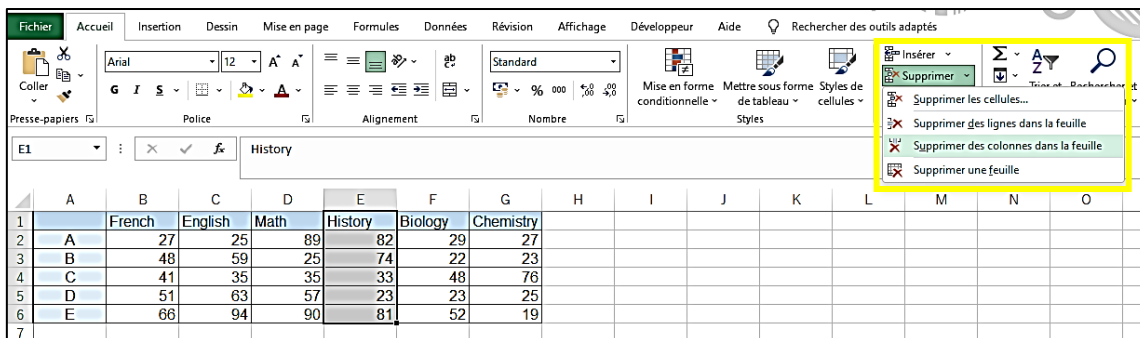 Fichier Accueil Insertion Dessin Mise en page Formules Données Révision Affichage Développeur Aide Rechercher des outils adaptés
Coller
Arial 12 A A
G I S A
ab
Standard
% 000
Mise en forme conditionnelle
Mettre sous forme de tableau
Styles de cellules
Insérer
Supprimer
Σ
A
Z
Supprimer les cellules...
Supprimer des lignes dans la feuille
Supprimer des colonnes dans la feuille
Supprimer une feuille
Presse-papiers Police Alignement Nombre Styles
E1 fx History
A B C D E F G H I J K L M N O
1 French English Math History Biology Chemistry
2 A 27 25 89 82 29 27
3 B 48 59 25 74 22 23
4 C 41 35 35 33 48 76
5 D 51 63 57 23 23 25
6 E 66 94 90 81 52 19
7